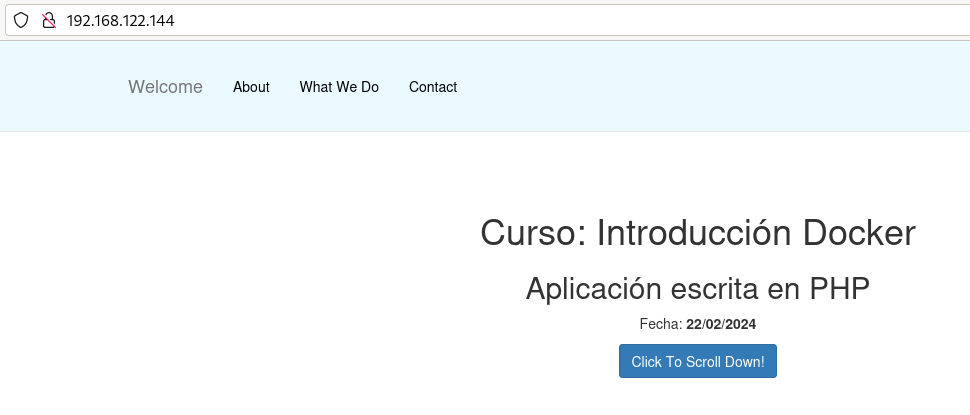 192.168.122.144
Welcome About What We Do Contact
Curso: Introducción Docker
Aplicación escrita en PHP
Fecha: 22/02/2024
Click To Scroll Down!